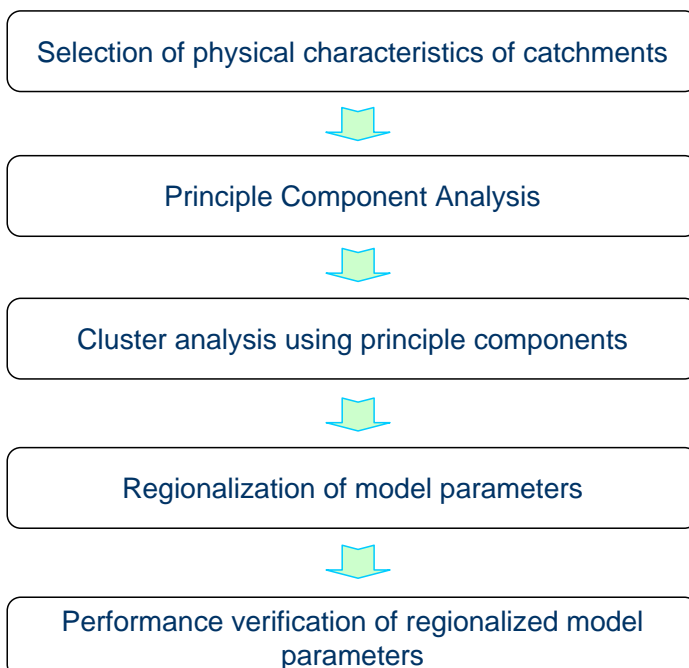 Selection of physical characteristics of catchments
Principle Component Analysis
Cluster analysis using principle components
Regionalization of model parameters
Performance verification of regionalized model
parameters